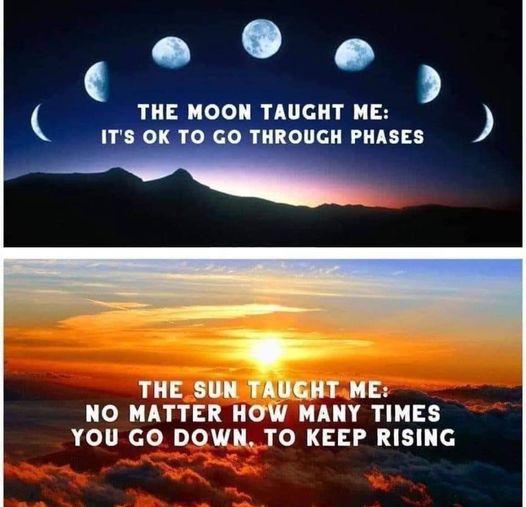 THE MOON TAUGHT ME:
IT'S OK TO GO THROUGH PHASES
THE SUN TAUGHT ME:
NO MATTER HOW MANY TIMES
YOU GO DOWN, TO KEEP RISING